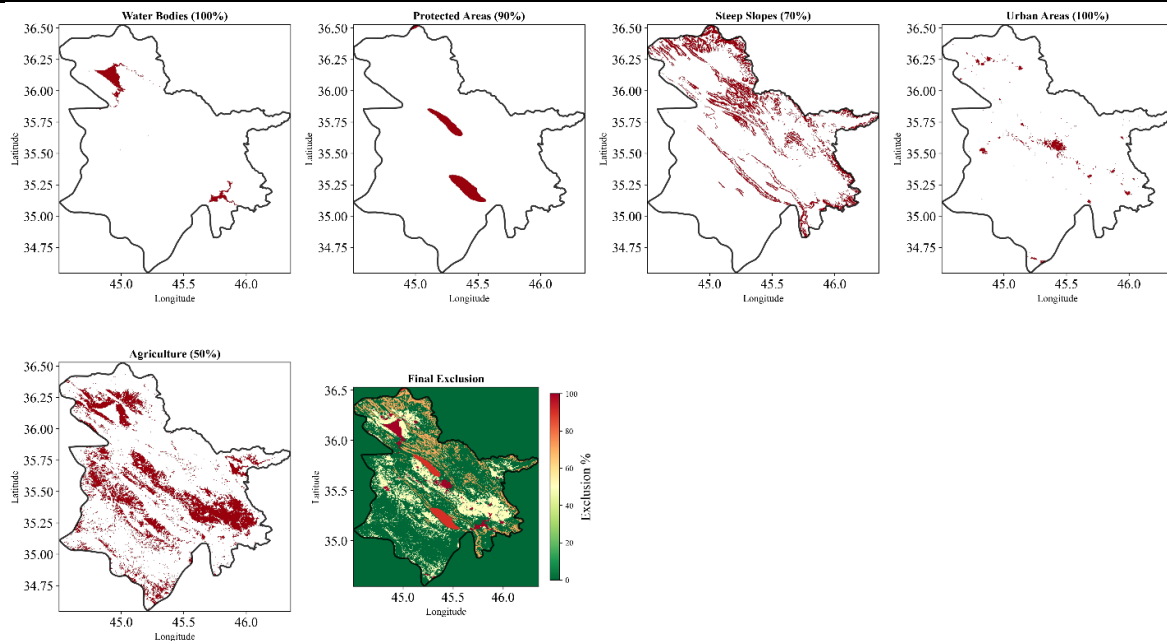 Water Bodies (100%)
Protected Areas (90%)
Steep Slopes (70%)
Urban Areas (100%)
36.50
36.25
36.00
35.75
35.50
35.25
35.00
34.75
Latitude
45.0 45.5 46.0
Longitude
36.50
36.25
36.00
35.75
35.50
35.25
35.00
34.75
Latitude
45.0 45.5 46.0
Longitude
36.50
36.25
36.00
35.75
35.50
35.25
35.00
34.75
Latitude
45.0 45.5 46.0
Longitude
36.50
36.25
36.00
35.75
35.50
35.25
35.00
34.75
Latitude
45.0 45.5 46.0
Longitude
Agriculture (50%)
36.50
36.25
36.00
35.75
35.50
35.25
35.00
34.75
Latitude
45.0 45.5 46.0
Longitude
Final Exclusion
36.5
36.0
35.5
35.0
Latitude
45.0 45.5 46.0
Longitude
100
80
60
40
20
0
Exclusion %